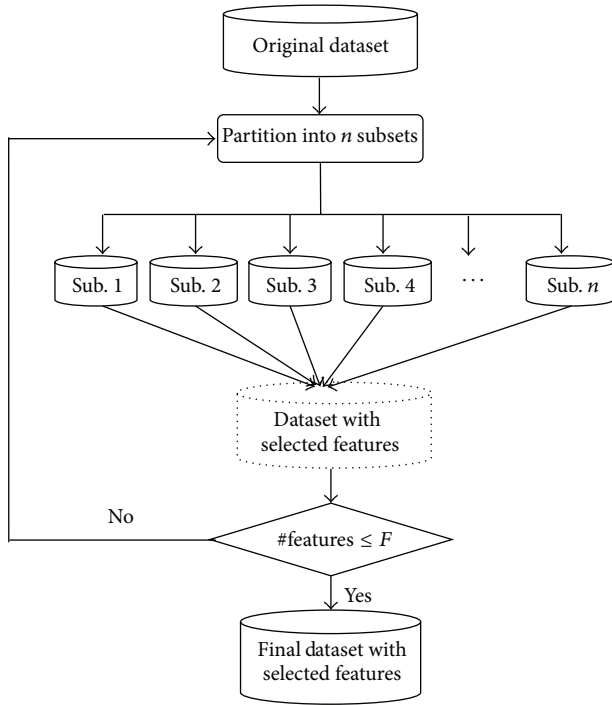 Original dataset
Partition into n subsets
Sub. 1
Sub. 2
Sub. 3
Sub. 4
...
Sub. n
Dataset with
selected features
No
#features ≤ F
Yes
Final dataset with
selected features